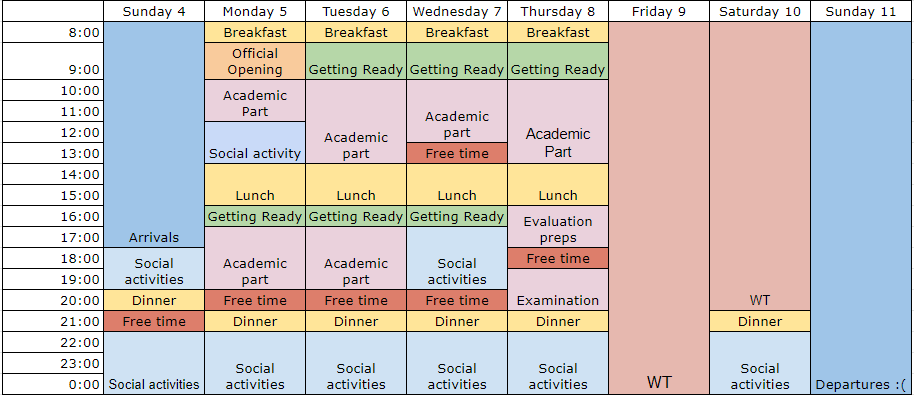 Sunday 4 Monday 5 Tuesday 6 Wednesday 7 Thursday 8 Friday 9 Saturday 10 Sunday 11
8:00 Breakfast Breakfast Breakfast Breakfast
Official
9:00 Opening Getting Ready Getting Ready Getting Ready
10:00 Academic
11:00 Part Academic
12:00 Academic part Academic
13:00 Social activity part Free time Part
14:00
15:00 Lunch Lunch Lunch Lunch
16:00 Getting Ready Getting Ready Getting Ready Evaluation
17:00 Arrivals preps
18:00 Social Academic Academic Social Free time
19:00 activities part part activities
20:00 Dinner Free time Free time Free time Examination WT
21:00 Free time Dinner Dinner Dinner Dinner Dinner
22:00
23:00 Social Social Social Social Social
0:00 Social activities activities activities activities activities WT activities Departures :(